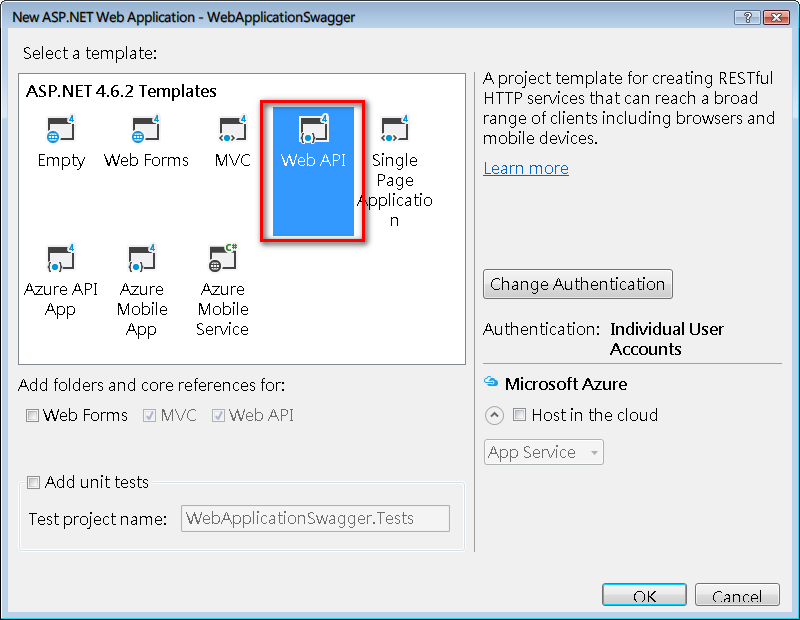 New ASP.NET Web Application - WebApplicationSwagger
?
Select a template:
ASP.NET 4.6.2 Templates
Empty
Web Forms
MVC
Web API
Single
Page
Applicatio
n
Azure API
App
Azure
Mobile
App
Azure
Mobile
Service
Add folders and core references for:
Web Forms
MVC
Web API
Add unit tests
Test project name:
WebApplicationSwagger.Tests
A project template for creating RESTful
HTTP services that can reach a broad
range of clients including browsers and
mobile devices.
Learn more
Change Authentication
Authentication: Individual User
Accounts
Microsoft Azure
Host in the cloud
App Service
OK
Cancel